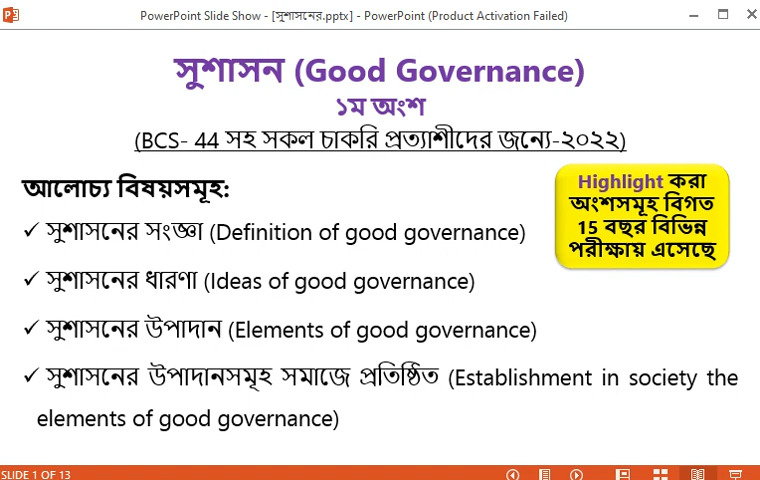 PowerPoint Slide Show - [সুশাসনের.pptx] - PowerPoint (Product Activation Failed)
সুশাসন (Good Governance)
১ম অংশ
(BCS- 44 সহ সকল চাকরি প্রত্যাশীদের জন্যে-২০২২)
আলোচ্য বিষয়সমূহ:
Highlight করা
অংশসমূহ বিগত
15 বছর বিভিন্ন
পরীক্ষায় এসেছে
✓ সুশাসনের সংজ্ঞা (Definition of good governance)
✓ সুশাসনের ধারণা (Ideas of good governance)
✓ সুশাসনের উপাদান (Elements of good governance)
✓ সুশাসনের উপাদানসমূহ সমাজে প্রতিষ্ঠিত (Establishment in society the
elements of good governance)
SLIDE 1 OF 13